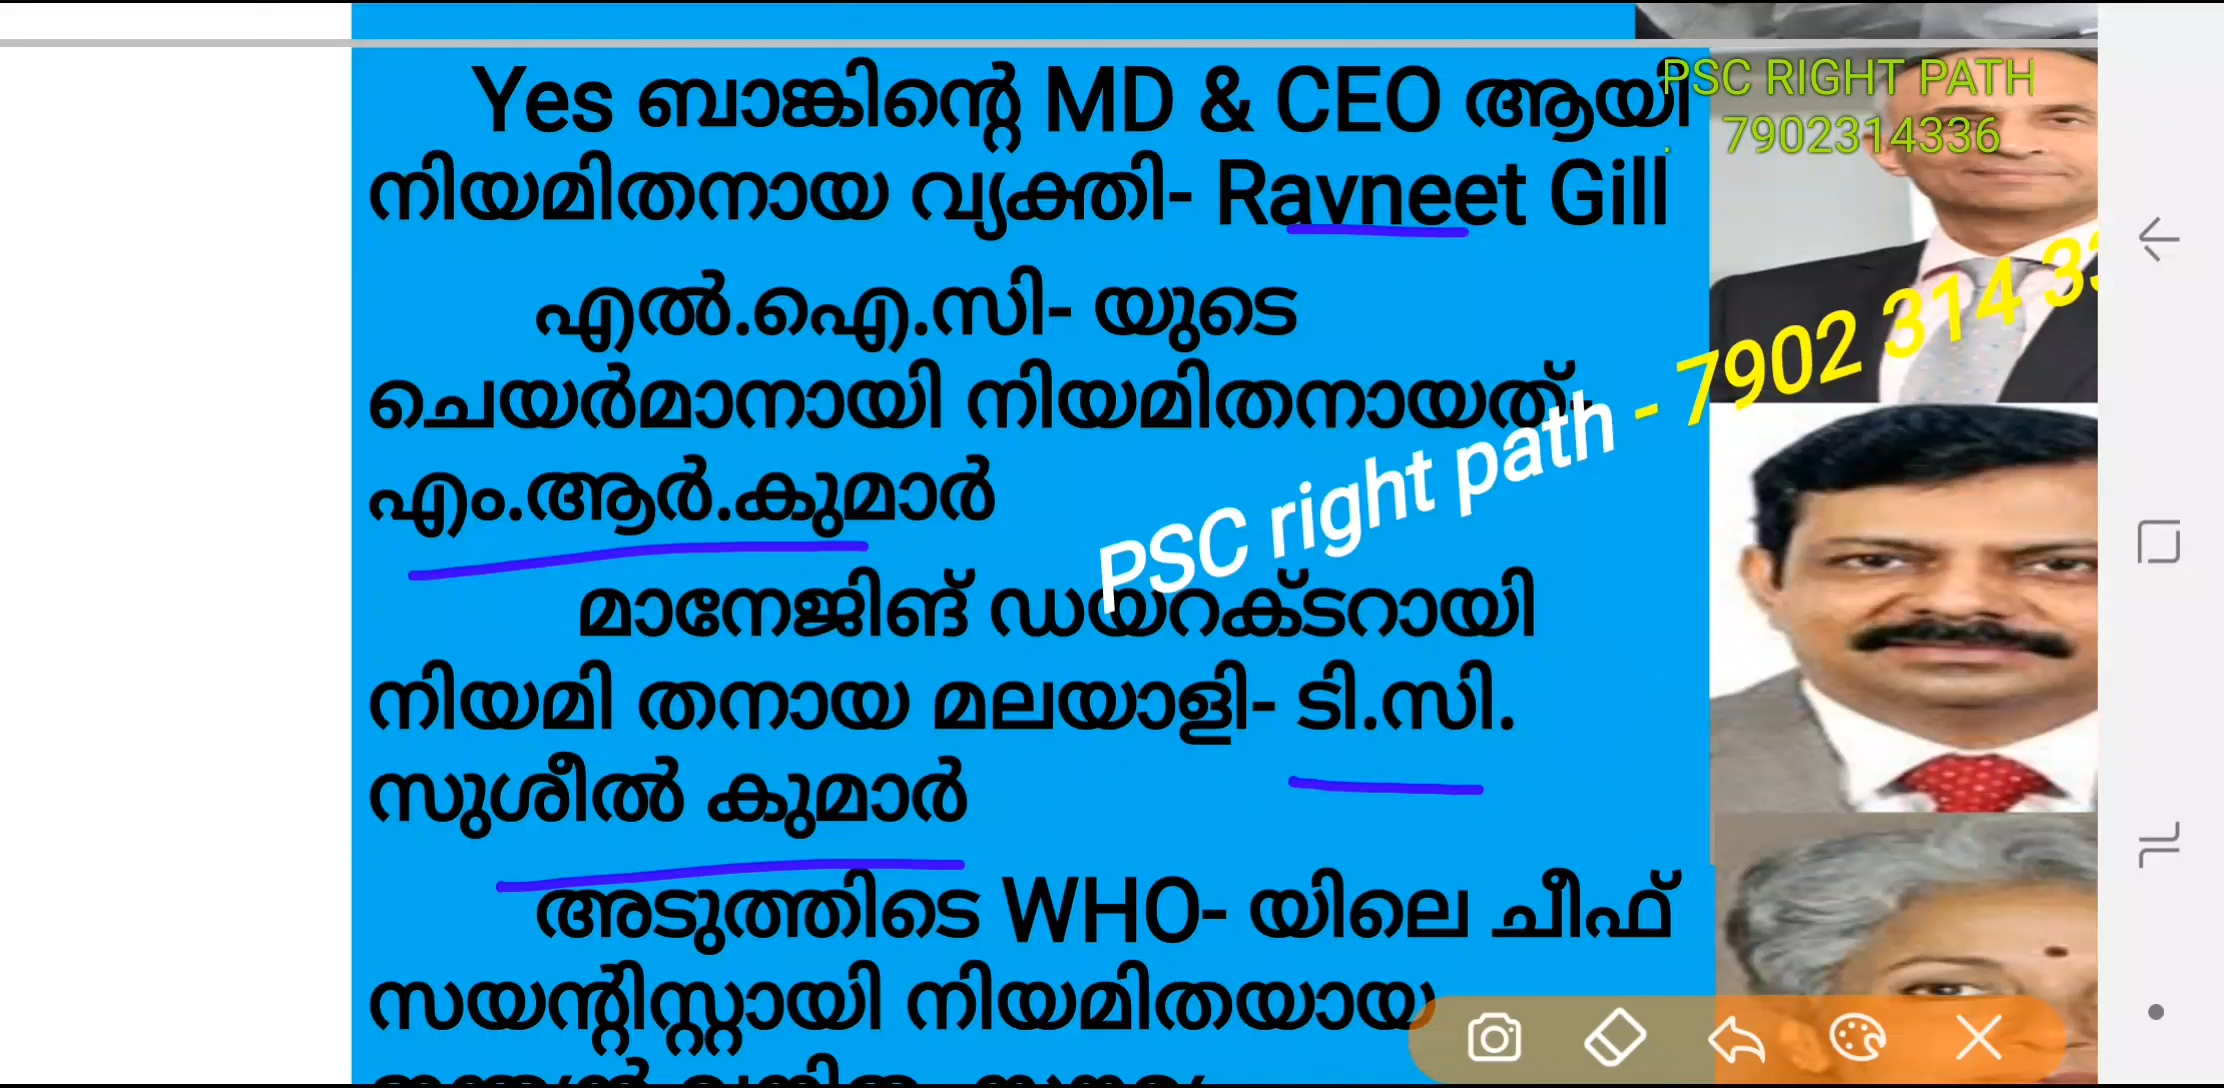 Yes ബാങ്കിന്റെ MD & CEO ആയി
നിയമിതനായ വ്യക്തി- Ravneet Gill
എൽ.ഐ.സി- യുടെ
ചെയർമാനായി നിയമിതനായത്-
എം.ആർ.കുമാർ
മാനേജിങ് ഡയറക്ടറായി
നിയമി തനായ മലയാളി- ടി.സി.
സുശീൽ കുമാർ
അടുത്തിടെ WHO- യിലെ ചീഫ്
സയന്റിസ്റ്റായി നിയമിതയായ
PSC RIGHT PATH
7902314336
PSC right path - 7902 314 33